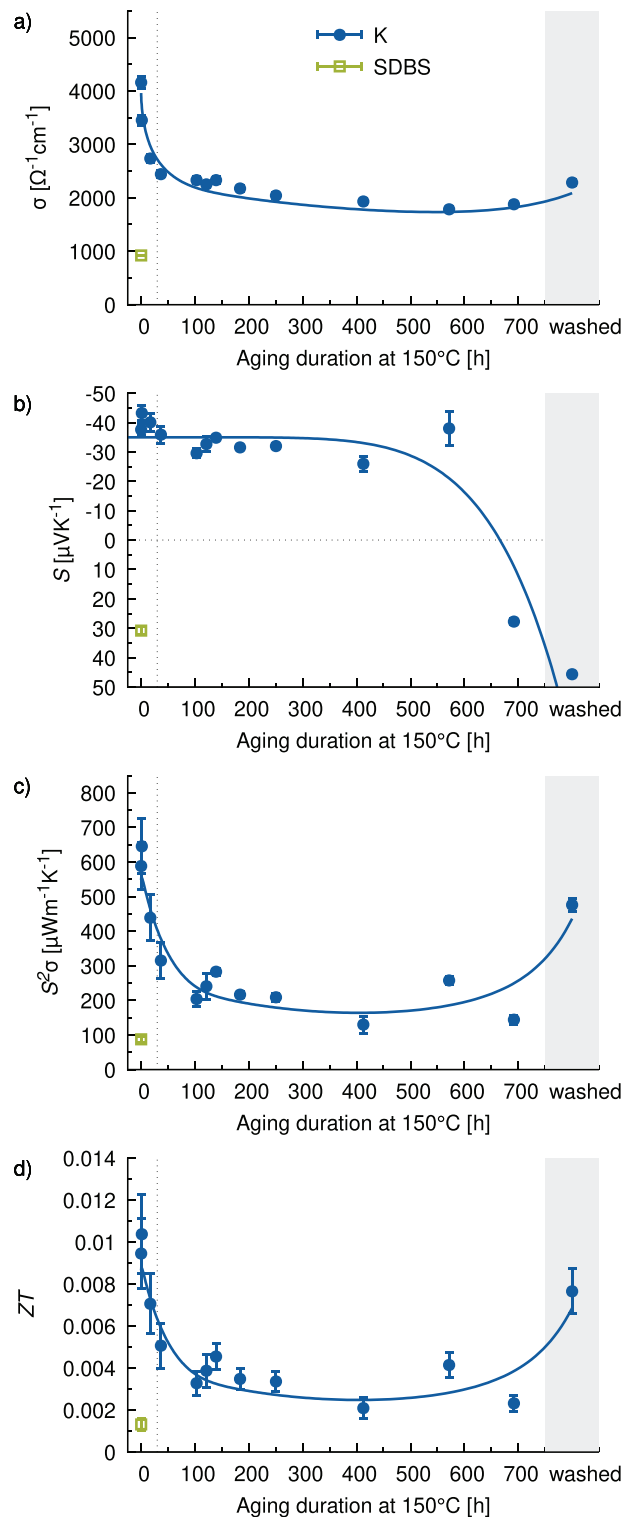 a)
K
SDBS
5500
5000
4000
3000
2000
1000
0
σ [Ω⁻¹cm⁻¹]
0 100 200 300 400 500 600 700 washed
Aging duration at 150°C [h]
b)
-50
-40
-30
-20
-10
0
10
20
30
40
50
S [µVK⁻¹]
0 100 200 300 400 500 600 700 washed
Aging duration at 150°C [h]
c)
800
700
600
500
400
300
200
100
0
S²σ [µWm⁻¹K⁻¹]
0 100 200 300 400 500 600 700 washed
Aging duration at 150°C [h]
d)
0.014
0.012
0.01
0.008
0.006
0.004
0.002
0
ZT
0 100 200 300 400 500 600 700 washed
Aging duration at 150°C [h]